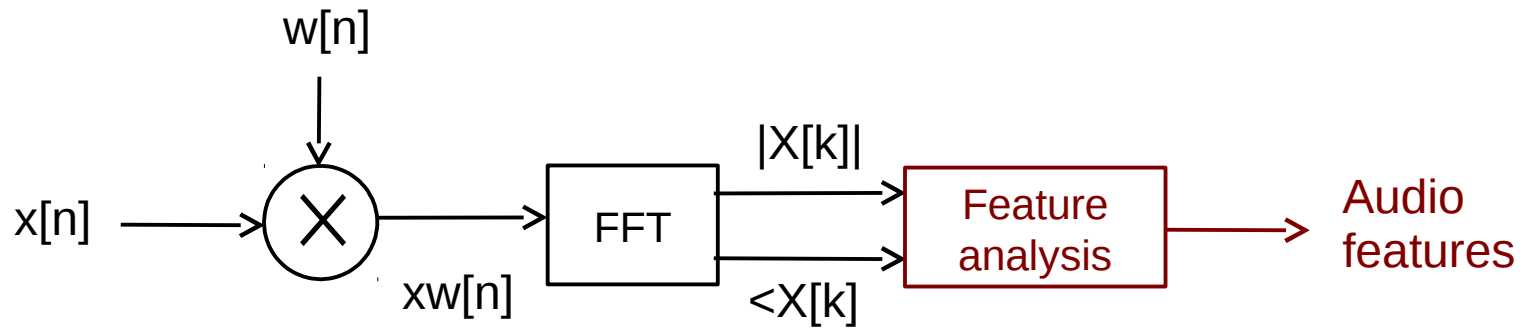 w[n]
|X[k]|
x[n]
FFT
Feature
analysis
Audio
features
xw[n]
<X[k]